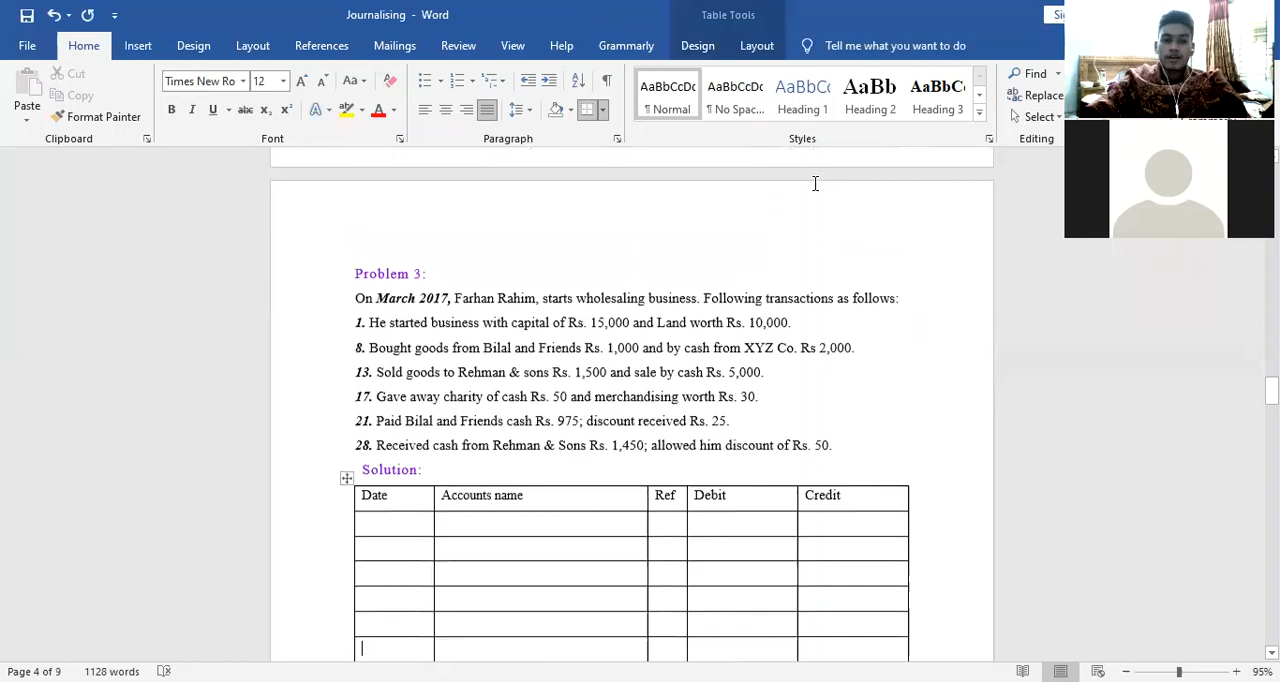 Journalising - Word
Table Tools
File Home Insert Design Layout References Mailings Review View Help Grammarly Design Layout Tell me what you want to do
Cut
Copy
Paste
Format Painter
Clipboard
Times New Ro 12
Font
Paragraph
AaBbCcDc AaBbCcDc AaBbCc AaBb AaBbC
¶ Normal ¶ No Spac... Heading 1 Heading 2 Heading 3
Styles
Find
Replace
Select
Editing
Problem 3:
On March 2017, Farhan Rahim, starts wholesaling business. Following transactions as follows:
1. He started business with capital of Rs. 15,000 and Land worth Rs. 10,000.
8. Bought goods from Bilal and Friends Rs. 1,000 and by cash from XYZ Co. Rs 2,000.
13. Sold goods to Rehman & sons Rs. 1,500 and sale by cash Rs. 5,000.
17. Gave away charity of cash Rs. 50 and merchandising worth Rs. 30.
21. Paid Bilal and Friends cash Rs. 975; discount received Rs. 25.
28. Received cash from Rehman & Sons Rs. 1,450; allowed him discount of Rs. 50.
Solution:
Date Accounts name Ref Debit Credit
Page 4 of 9 1128 words 95%